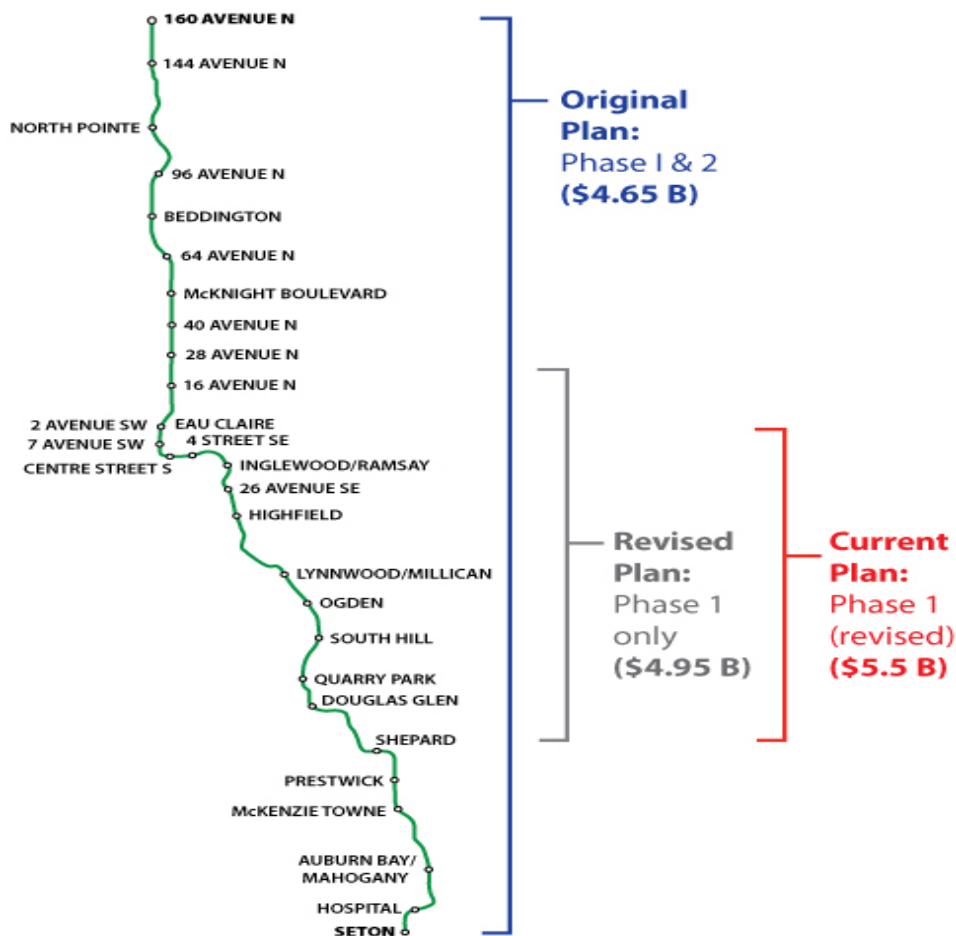 160 AVENUE N
144 AVENUE N
NORTH POINTE
96 AVENUE N
BEDDINGTON
64 AVENUE N
McKNIGHT BOULEVARD
40 AVENUE N
28 AVENUE N
16 AVENUE N
2 AVENUE SW
EAU CLAIRE
7 AVENUE SW
4 STREET SE
CENTRE STREET S
INGLEWOOD/RAMSAY
26 AVENUE SE
HIGHFIELD
LYNNWOOD/MILLICAN
OGDEN
SOUTH HILL
QUARRY PARK
DOUGLAS GLEN
SHEPARD
PRESTWICK
McKENZIE TOWNE
AUBURN BAY/
MAHOGANY
HOSPITAL
SETON
Original
Plan:
Phase I & 2
($4.65 B)
Revised
Plan:
Phase 1
only
($4.95 B)
Current
Plan:
Phase 1
(revised)
($5.5 B)